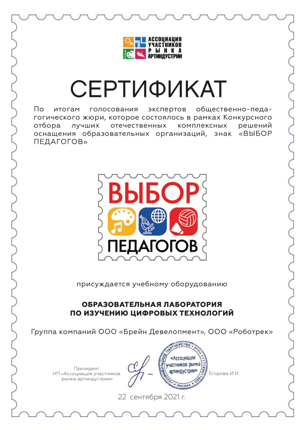 АССОЦИАЦИЯ
УЧАСТНИКОВ
РЫНКА
АРТИНДУСТРИИ
СЕРТИФИКАТ
По итогам голосования экспертов общественно-педа-
гогического жюри, которое состоялось в рамках Конкурсного
отбора лучших отечественных комплексных решений
оснащения образовательных организаций, знак «ВЫБОР
ПЕДАГОГОВ»
ВЫБОР
ПЕДАГОГОВ
присуждается учебному оборудованию
ОБРАЗОВАТЕЛЬНАЯ ЛАБОРАТОРИЯ
ПО ИЗУЧЕНИЮ ЦИФРОВЫХ ТЕХНОЛОГИЙ
Группа компаний ООО «Брейн Девелопмент», ООО «Роботрек»
Президент
НП «Ассоциация участников
рынка артиндустрии»
«Ассоциация
участников рынка
артиндустрии»
МОСКВА
Егорова И.И.
22 сентября 2021 г.